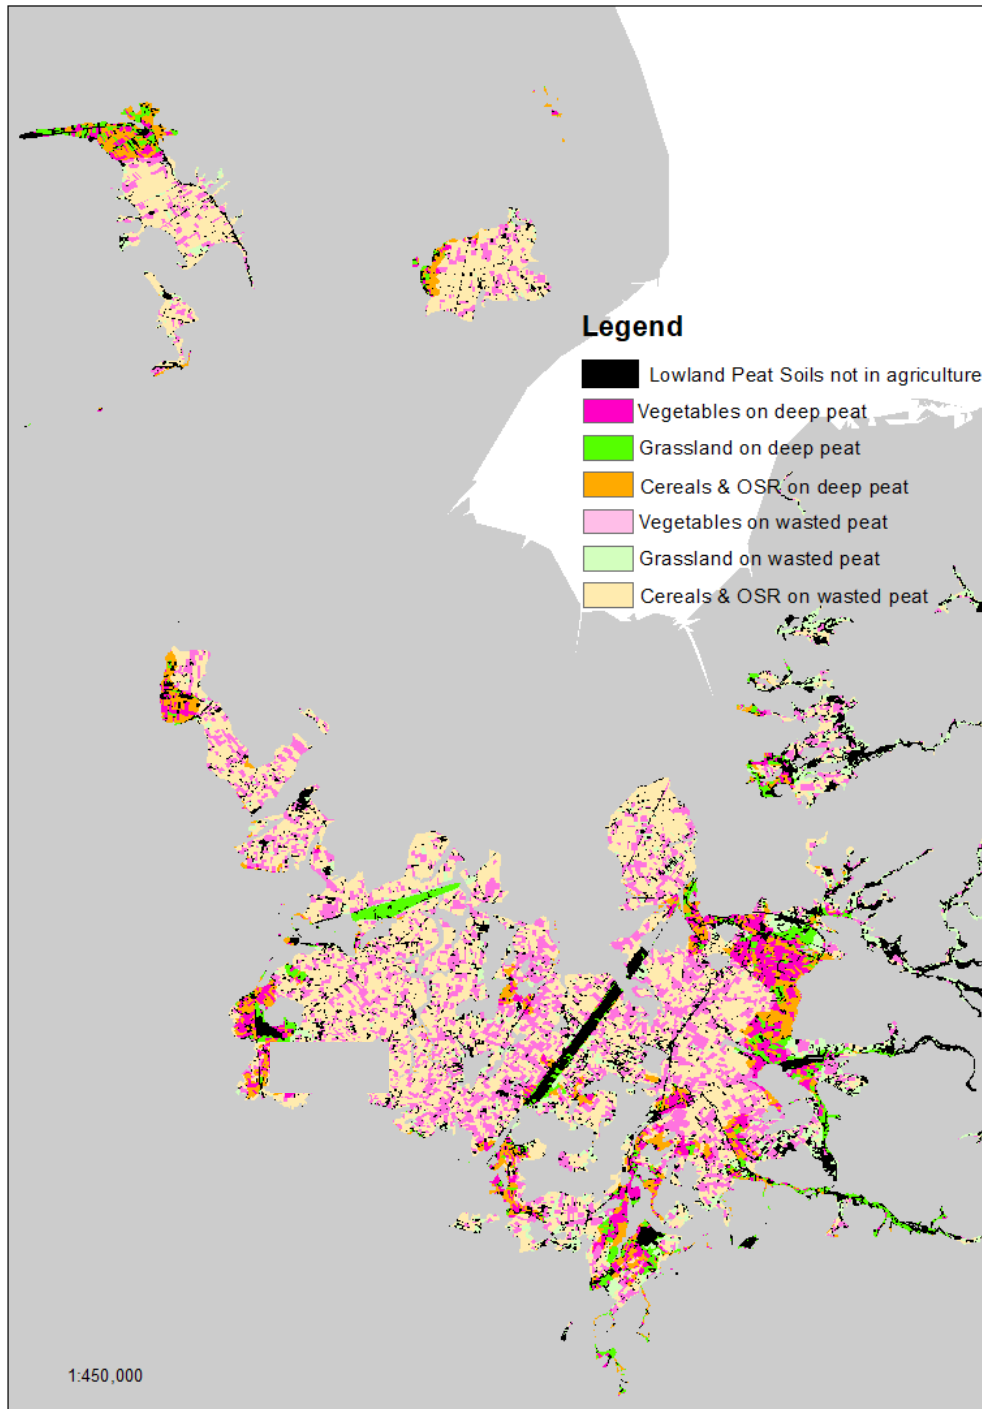 Legend
Lowland Peat Soils not in agriculture
Vegetables on deep peat
Grassland on deep peat
Cereals & OSR on deep peat
Vegetables on wasted peat
Grassland on wasted peat
Cereals & OSR on wasted peat
1:450,000